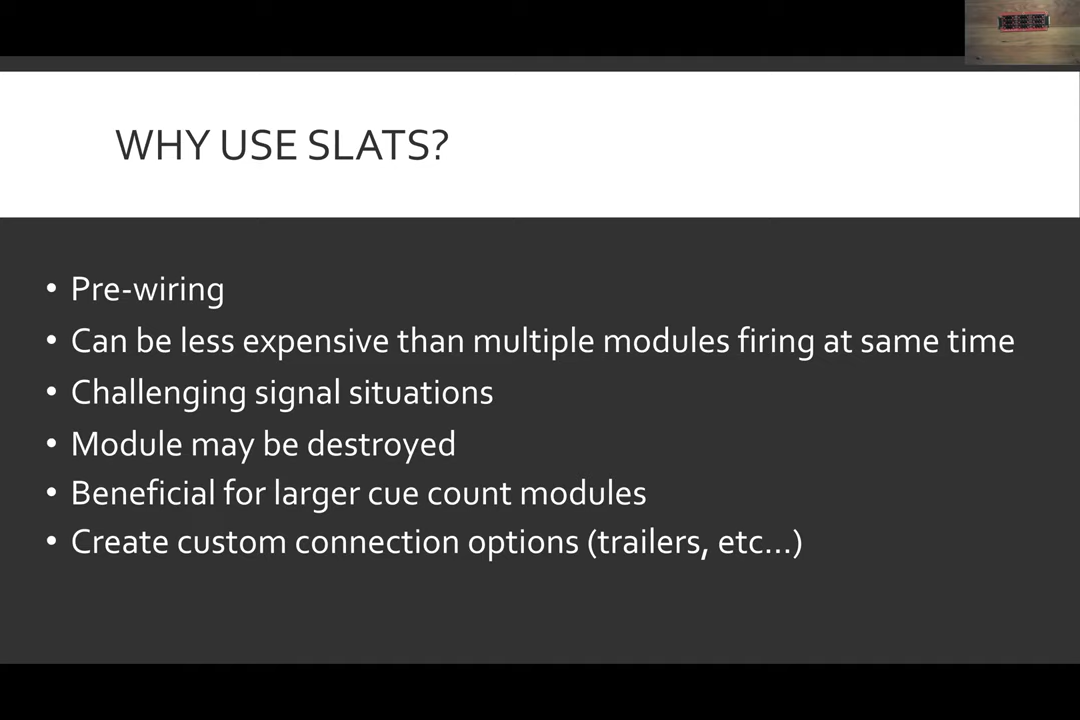 WHY USE SLATS?
• Pre-wiring
• Can be less expensive than multiple modules firing at same time
• Challenging signal situations
• Module may be destroyed
• Beneficial for larger cue count modules
• Create custom connection options (trailers, etc...)